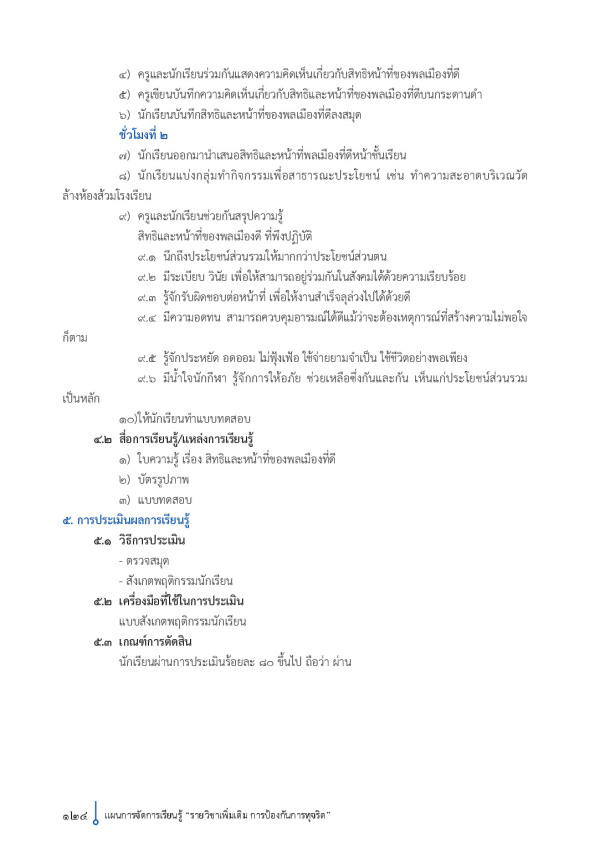 ๔) ครูและนักเรียนร่วมกันแสดงความคิดเห็นเกี่ยวกับสิทธิหน้าที่ของพลเมืองที่ดี
๕) ครูเขียนบันทึกความคิดเห็นเกี่ยวกับสิทธิและหน้าที่ของพลเมืองที่ดีบนกระดานดำ
๖) นักเรียนบันทึกสิทธิและหน้าที่ของพลเมืองที่ดีลงสมุด
ชั่วโมงที่ ๒
๗) นักเรียนออกมานำเสนอสิทธิและหน้าที่พลเมืองที่ดีหน้าชั้นเรียน
๘) นักเรียนแบ่งกลุ่มทำกิจกรรมเพื่อสาธารณะประโยชน์ เช่น ทำความสะอาดบริเวณวัด
ล้างห้องส้วมโรงเรียน
๙) ครูและนักเรียนช่วยกันสรุปความรู้
สิทธิและหน้าที่ของพลเมืองดี ที่พึงปฏิบัติ
๙.๑ นึกถึงประโยชน์ส่วนรวมให้มากกว่าประโยชน์ส่วนตน
๙.๒ มีระเบียบ วินัย เพื่อให้สามารถอยู่ร่วมกันในสังคมได้ด้วยความเรียบร้อย
๙.๓ รู้จักรับผิดชอบต่อหน้าที่ เพื่อให้งานสำเร็จลุล่วงไปได้ด้วยดี
๙.๔ มีความอดทน สามารถควบคุมอารมณ์ได้ดีแม้ว่าจะต้องเหตุการณ์ที่สร้างความไม่พอใจ
ก็ตาม
๙.๕ รู้จักประหยัด อดออม ไม่ฟุ้งเฟ้อ ใช้จ่ายยามจำเป็น ใช้ชีวิตอย่างพอเพียง
๙.๖ มีน้ำใจนักกีฬา รู้จักการให้อภัย ช่วยเหลือซึ่งกันและกัน เห็นแก่ประโยชน์ส่วนรวม
เป็นหลัก
๑๐)ให้นักเรียนทำแบบทดสอบ
๔.๒ สื่อการเรียนรู้/แหล่งการเรียนรู้
๑) ใบความรู้ เรื่อง สิทธิและหน้าที่ของพลเมืองที่ดี
๒) บัตรรูปภาพ
๓) แบบทดสอบ
๕. การประเมินผลการเรียนรู้
๕.๑ วิธีการประเมิน
- ตรวจสมุด
- สังเกตพฤติกรรมนักเรียน
๕.๒ เครื่องมือที่ใช้ในการประเมิน
แบบสังเกตพฤติกรรมนักเรียน
๕.๓ เกณฑ์การตัดสิน
นักเรียนผ่านการประเมินร้อยละ ๘๐ ขึ้นไป ถือว่า ผ่าน
๑๒๔ แผนการจัดการเรียนรู้ "รายวิชาเพิ่มเติม การป้องกันการทุจริต"